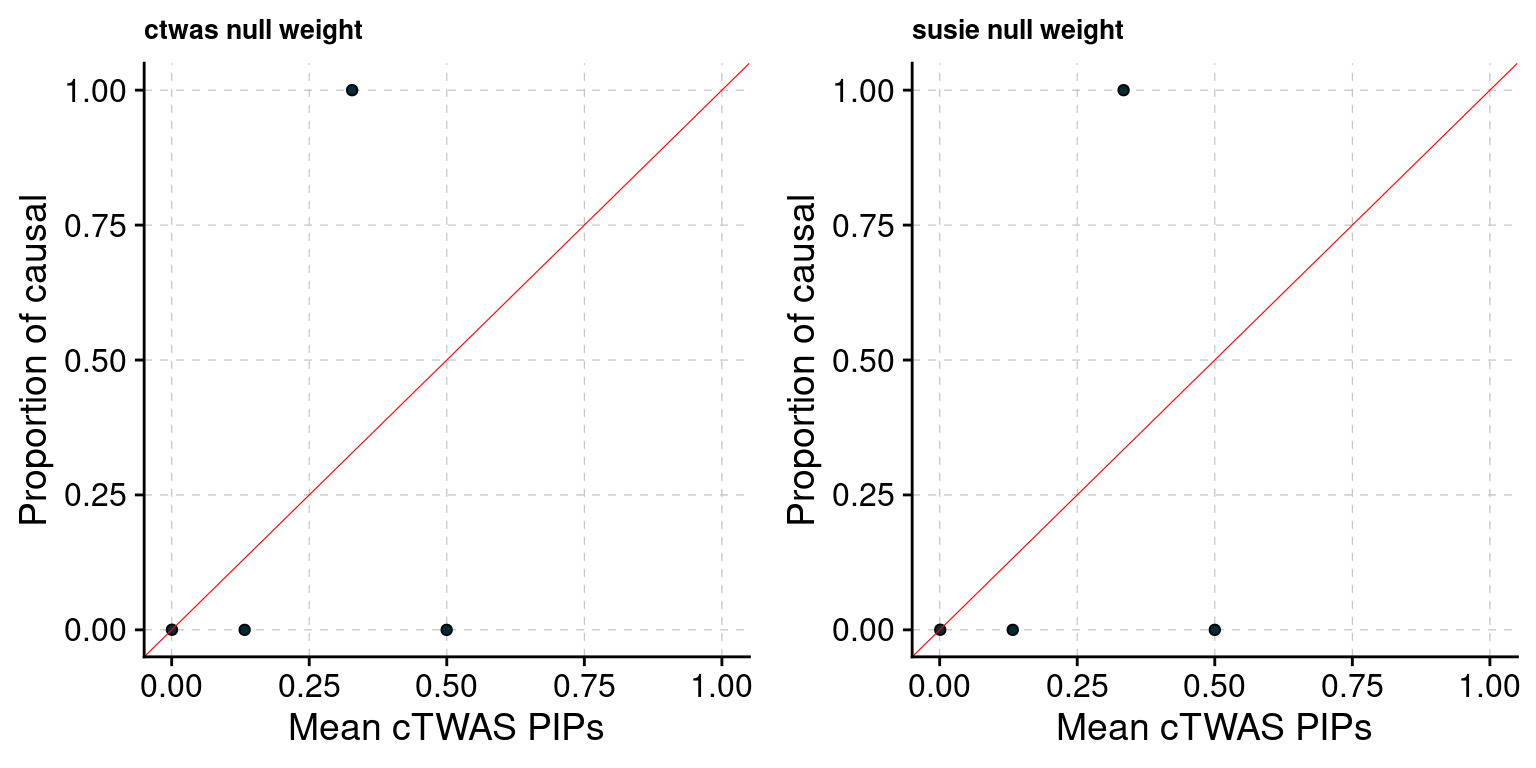 ctwas null weight
Proportion of causal
1.00
0.75
0.50
0.25
0.00
0.00 0.25 0.50 0.75 1.00
Mean cTWAS PIPs
susie null weight
Proportion of causal
1.00
0.75
0.50
0.25
0.00
0.00 0.25 0.50 0.75 1.00
Mean cTWAS PIPs